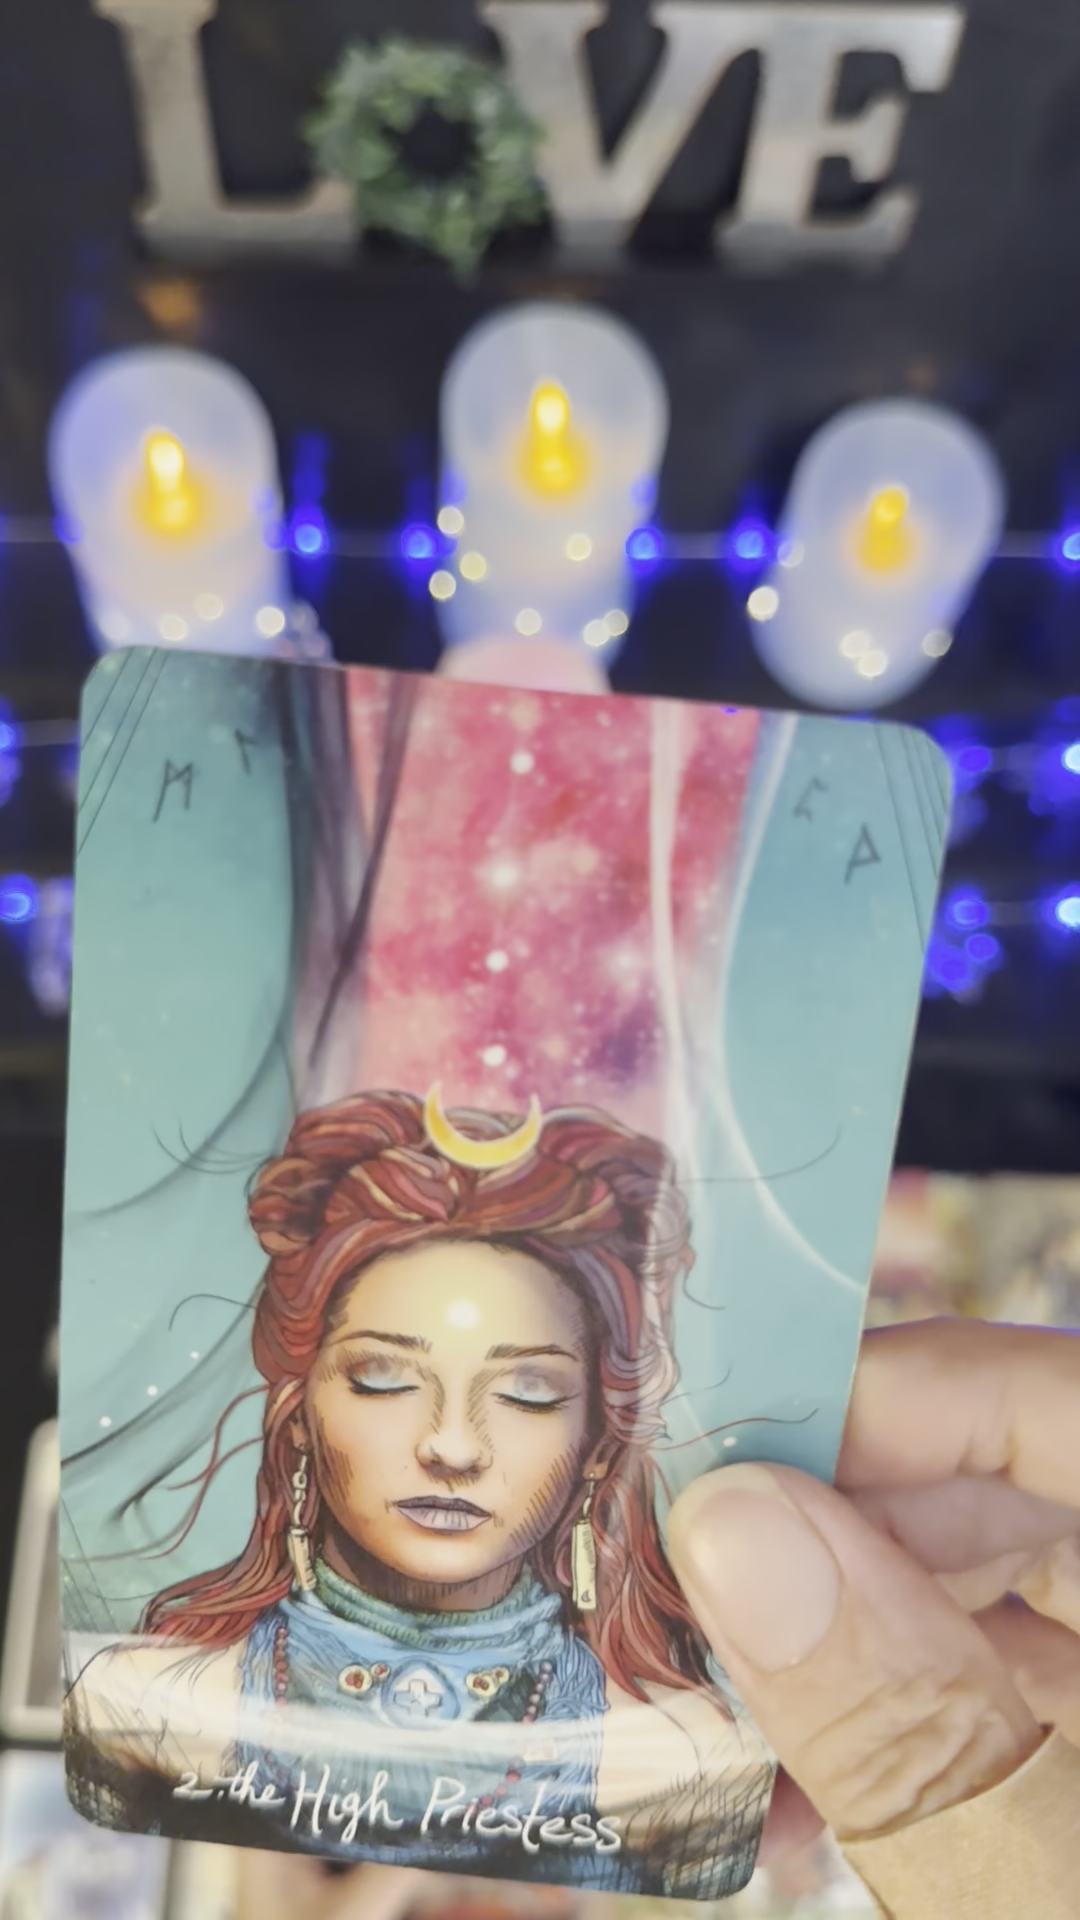 LOVE
ᛗ ᚠ
2. the High Priestess